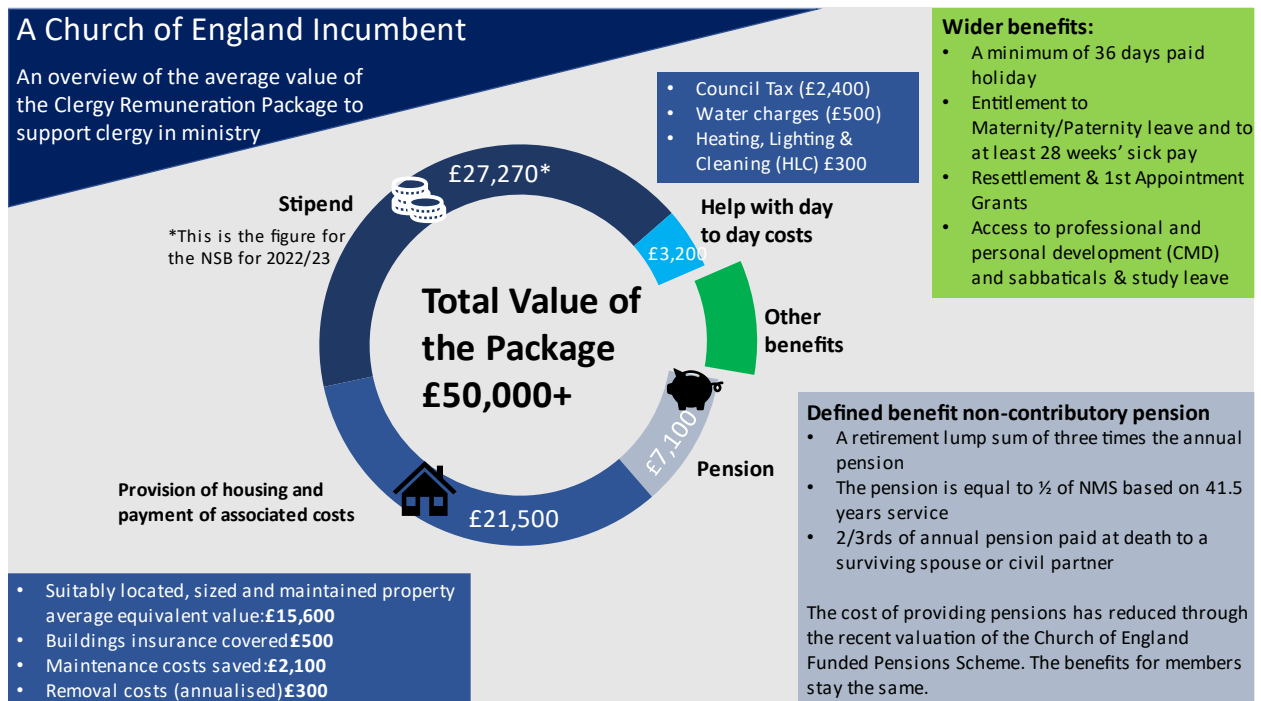 A Church of England Incumbent
An overview of the average value of
the Clergy Remuneration Package to
support clergy in ministry
• Council Tax (£2,400)
• Water charges (£500)
• Heating, Lighting &
Cleaning (HLC) £300
Wider benefits:
• A minimum of 36 days paid
holiday
• Entitlement to
Maternity/Paternity leave and to
at least 28 weeks’ sick pay
• Resettlement & 1st Appointment
Grants
• Access to professional and
personal development (CMD)
and sabbaticals & study leave
£27,270*
Stipend
*This is the figure for
the NSB for 2022/23
Help with day
to day costs
£3,200
Total Value of
the Package
£50,000+
Other
benefits
£7,100
Pension
Provision of housing and
payment of associated costs
£21,500
Defined benefit non-contributory pension
• A retirement lump sum of three times the annual
pension
• The pension is equal to ½ of NMS based on 41.5
years service
• 2/3rds of annual pension paid at death to a
surviving spouse or civil partner
The cost of providing pensions has reduced through
the recent valuation of the Church of England
Funded Pensions Scheme. The benefits for members
stay the same.
• Suitably located, sized and maintained property
average equivalent value:£15,600
• Buildings insurance covered£500
• Maintenance costs saved:£2,100
• Removal costs (annualised)£300